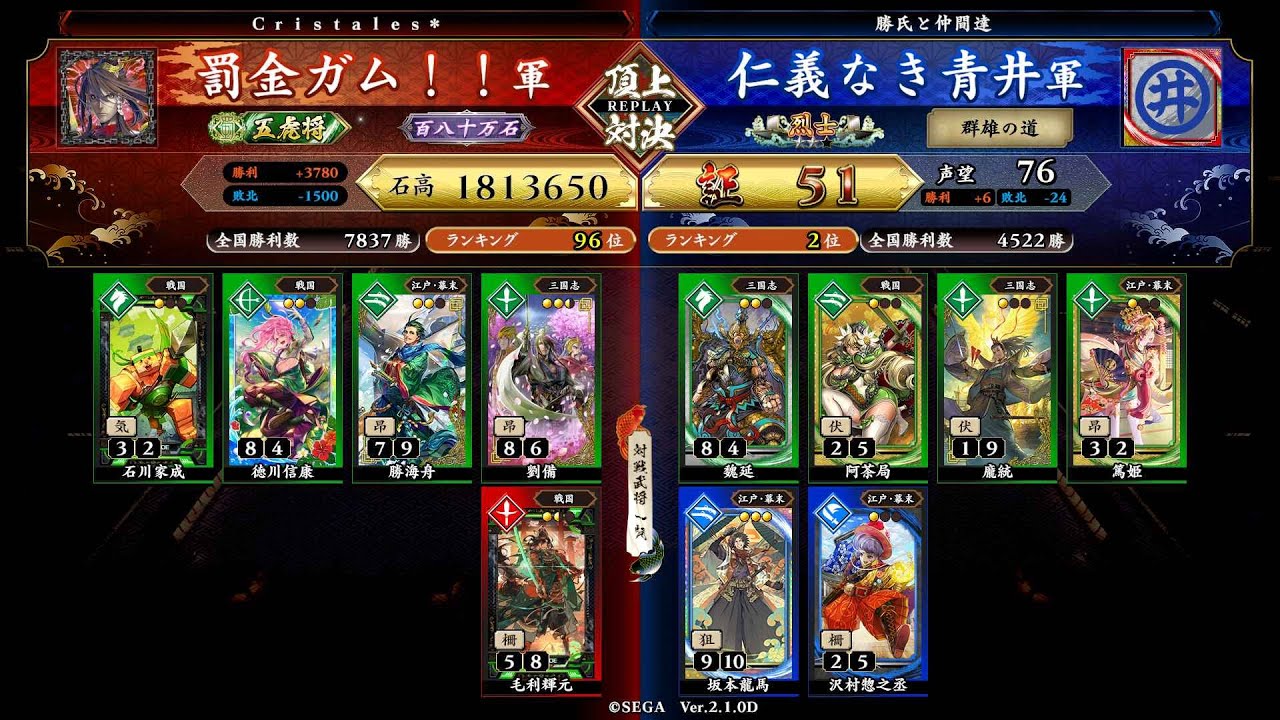 Cristales*
勝氏と仲間達
罰金ガム！！軍
頂上
REPLAY
対決
仁義なき青井軍
井
五虎将
百八十万石
烈士
群雄の道
勝利 +3780
敗北 -1500
石高 1813650
証 51
声望 76
勝利 +6 敗北 -24
全国勝利数 7837勝
ランキング 96位
ランキング 2位
全国勝利数 4522勝
戦国
戦国
江戸・幕末
三国志
三国志
戦国
三国志
江戸・幕末
気
昂
昂
伏
伏
昂
3 2
8 4
7 9
8 6
8 4
2 5
1 9
3 2
石川家成
徳川信康
勝海舟
劉備
魏延
阿茶局
龐統
篤姫
対戦武将一覧
戦国
江戸・幕末
江戸・幕末
柵
狙
柵
5 8
9 10
2 5
毛利輝元
坂本龍馬
沢村惣之丞
©SEGA Ver.2.1.0D